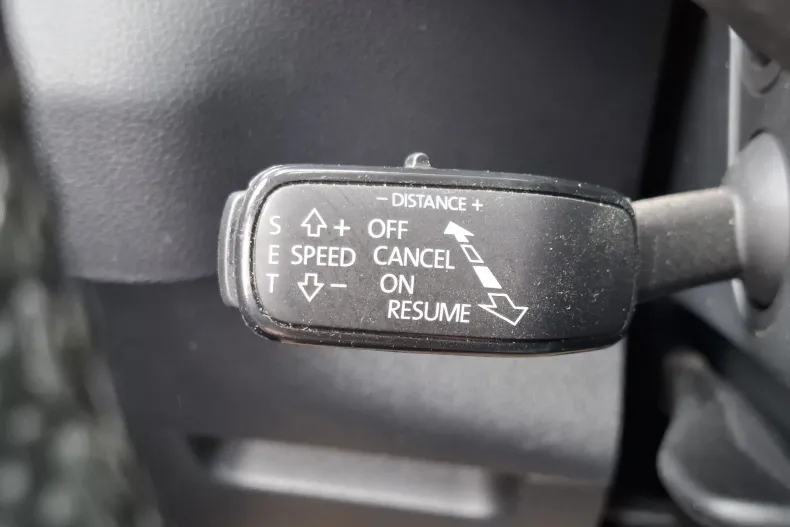 - DISTANCE +
S + OFF
E SPEED CANCEL
T - ON
RESUME